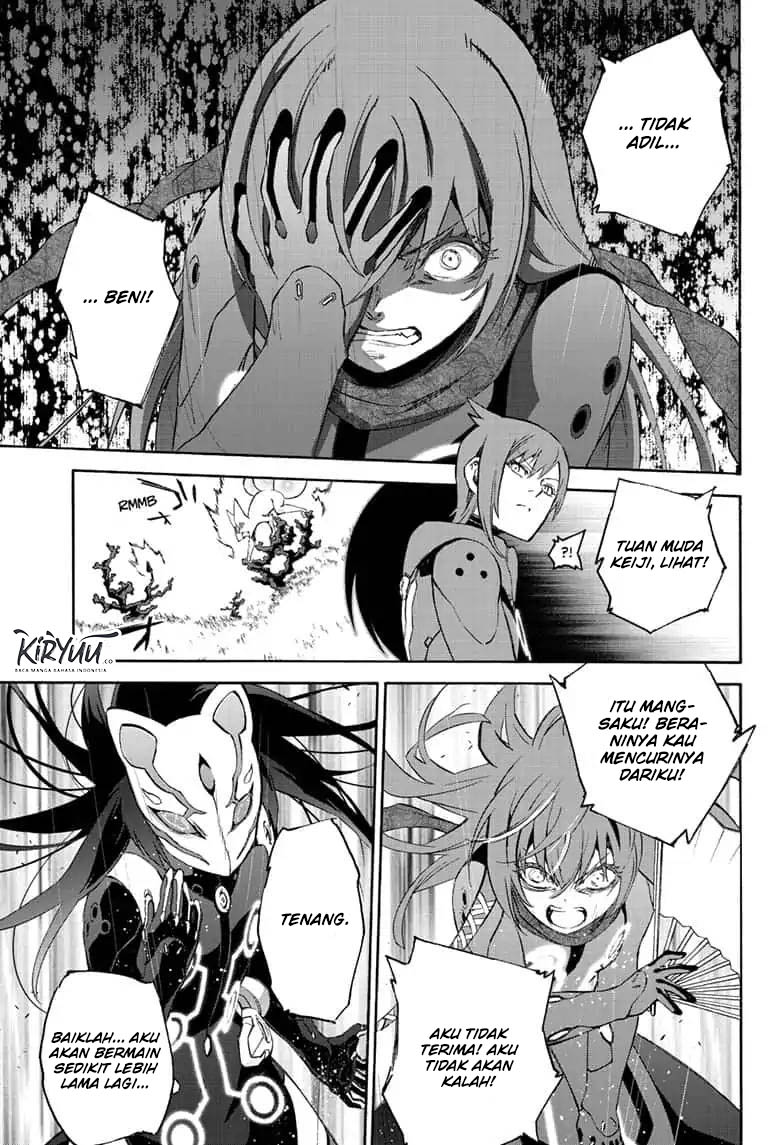 ... TIDAK
ADIL...
... BENI!
TUAN MUDA
KEIJI, LIHAT!
?!
RMMB
KIRYUU.CO
BACA MANGA BAHASA INDONESIA
ITU MANG-
SAKU! BERA-
NINYA KAU
MENCURINYA
DARIKU!
AKU TIDAK
TERIMA! AKU
TIDAK AKAN
KALAH!
TENANG.
BAIKLAH... AKU
AKAN BERMAIN
SEDIKIT LEBIH
LAMA LAGI...